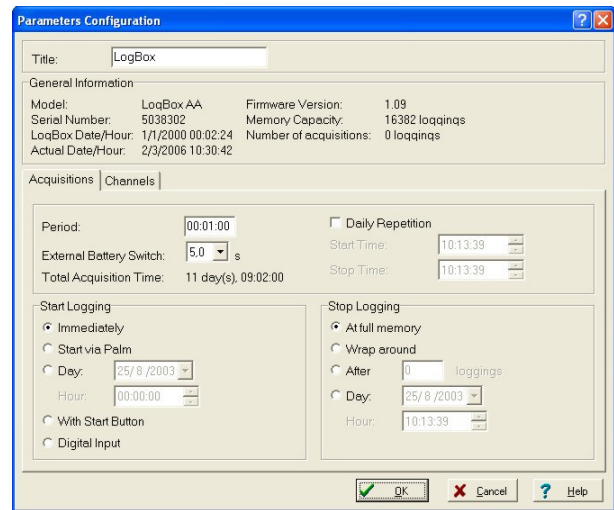 Parameters Configuration
Title: LogBox
General Information
Model: LogBox AA Firmware Version: 1.09
Serial Number: 5038302 Memory Capacity: 16382 loggings
LogBox Date/Hour: 1/1/2000 00:02:24 Number of acquisitions: 0 loggings
Actual Date/Hour: 2/3/2006 10:30:42
Acquisitions Channels
Period: 00:01:00 Daily Repetition
External Battery Switch: 5,0 s Start Time: 10:13:39
Total Acquisition Time: 11 day(s), 09:02:00 Stop Time: 10:13:39
Start Logging Stop Logging
Immediately At full memory
Start via Palm Wrap around
Day: 25/ 8 /2003 After 0 loggings
Hour: 00:00:00 Day: 25/ 8 /2003
With Start Button Hour: 10:13:39
Digital Input
OK Cancel ? Help